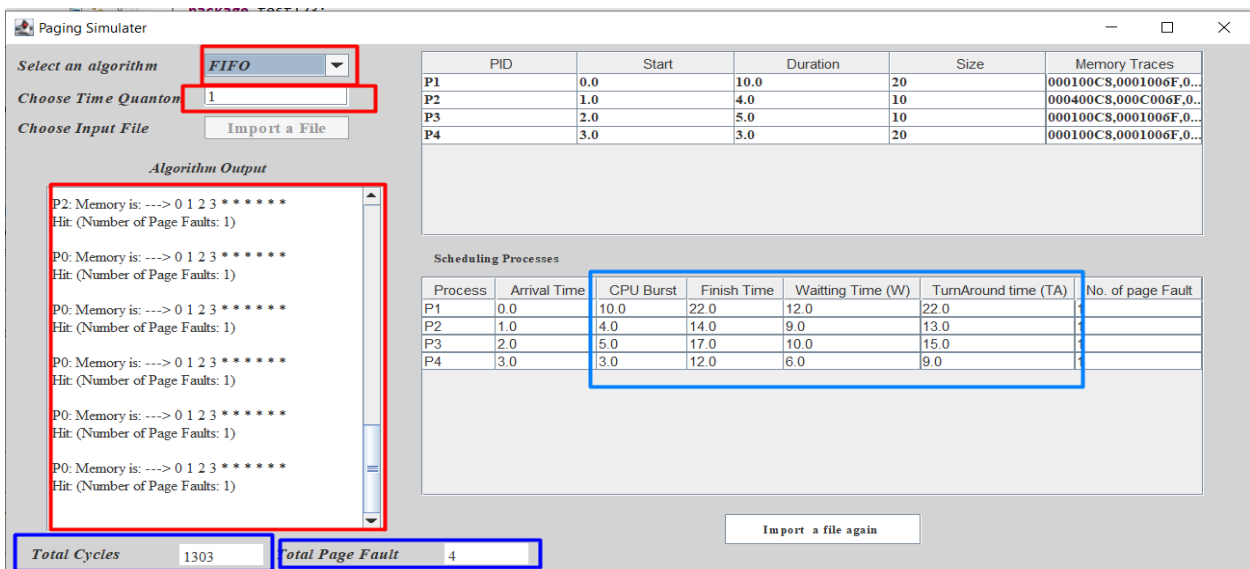 Paging Simulater
Select an algorithm FIFO
Choose Time Quantom 1
Choose Input File Import a File
Algorithm Output
P2: Memory is: ---> 0 1 2 3 * * * * * *
Hit: (Number of Page Faults: 1)
P0: Memory is: ---> 0 1 2 3 * * * * * *
Hit: (Number of Page Faults: 1)
P0: Memory is: ---> 0 1 2 3 * * * * * *
Hit: (Number of Page Faults: 1)
P0: Memory is: ---> 0 1 2 3 * * * * * *
Hit: (Number of Page Faults: 1)
P0: Memory is: ---> 0 1 2 3 * * * * * *
Hit: (Number of Page Faults: 1)
P0: Memory is: ---> 0 1 2 3 * * * * * *
Hit: (Number of Page Faults: 1)
Total Cycles 1303 Total Page Fault 4
PID Start Duration Size Memory Traces
P1 0.0 10.0 20 000100C8,0001006F,0...
P2 1.0 4.0 10 000400C8,000C006F,0...
P3 2.0 5.0 10 000100C8,0001006F,0...
P4 3.0 3.0 20 000100C8,0001006F,0...
Scheduling Processes
Process Arrival Time CPU Burst Finish Time Waitting Time (W) TurnAround time (TA) No. of page Fault
P1 0.0 10.0 22.0 12.0 22.0
P2 1.0 4.0 14.0 9.0 13.0
P3 2.0 5.0 17.0 10.0 15.0
P4 3.0 3.0 12.0 6.0 9.0
Import a file again